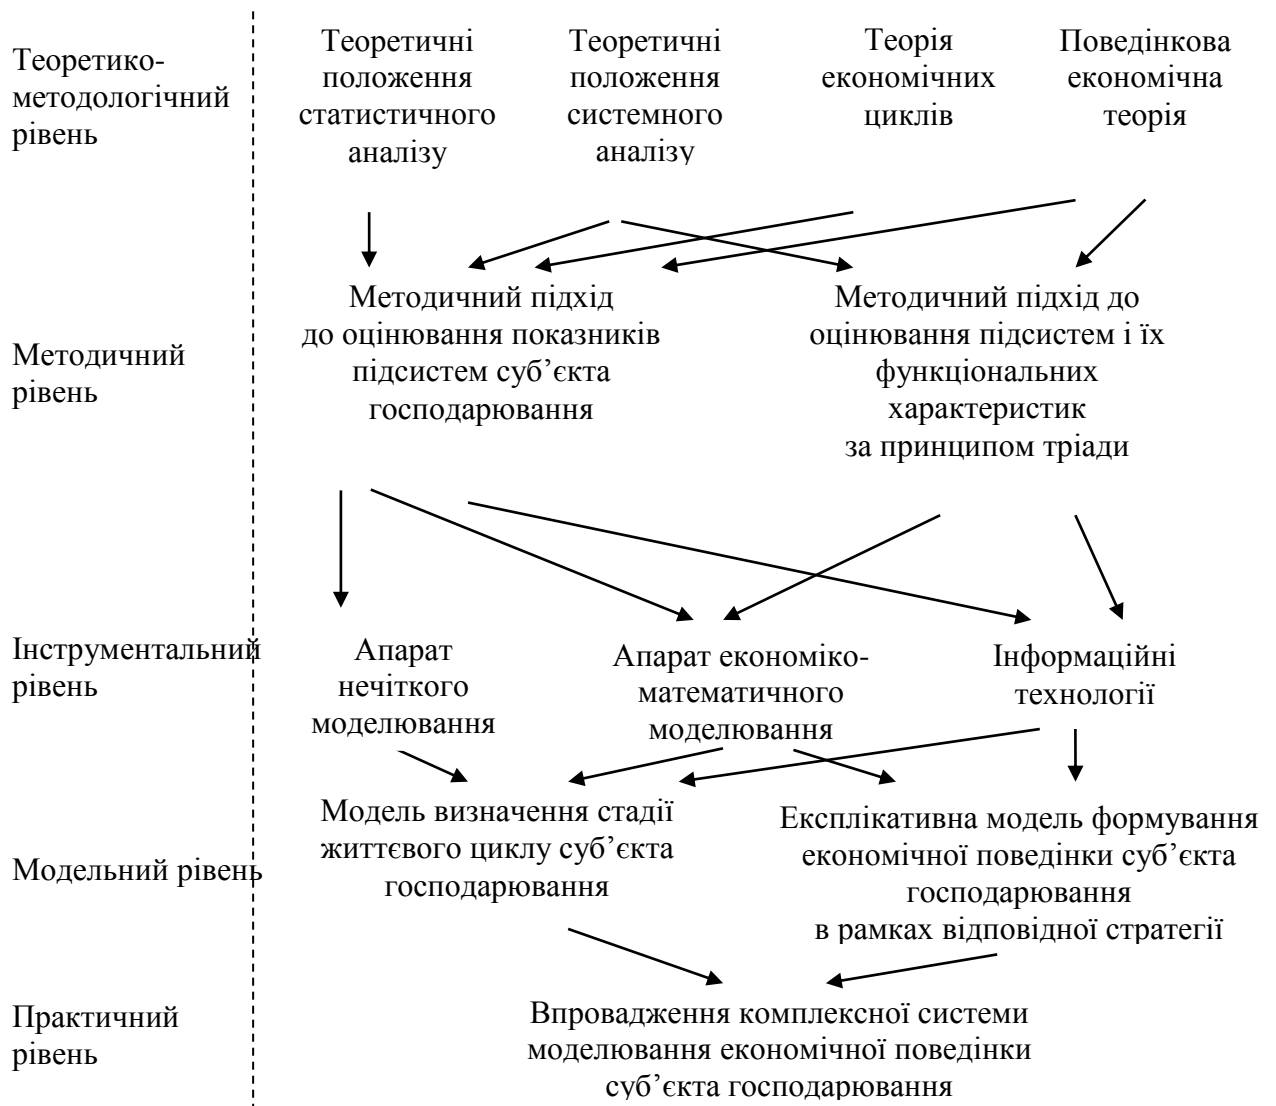 Теоретико-
методологічний
рівень
Теоретичні
положення
статистичного
аналізу
Теоретичні
положення
системного
аналізу
Теорія
економічних
циклів
Поведінкова
економічна
теорія
Методичний
рівень
Методичний підхід
до оцінювання показників
підсистем суб’єкта
господарювання
Методичний підхід до
оцінювання підсистем і їх
функціональних
характеристик
за принципом тріади
Інструментальний
рівень
Апарат
нечіткого
моделювання
Апарат економіко-
математичного
моделювання
Інформаційні
технології
Модельний рівень
Модель визначення стадії
життєвого циклу суб’єкта
господарювання
Експлікативна модель формування
економічної поведінки суб’єкта
господарювання
в рамках відповідної стратегії
Практичний
рівень
Впровадження комплексної системи
моделювання економічної поведінки
суб’єкта господарювання